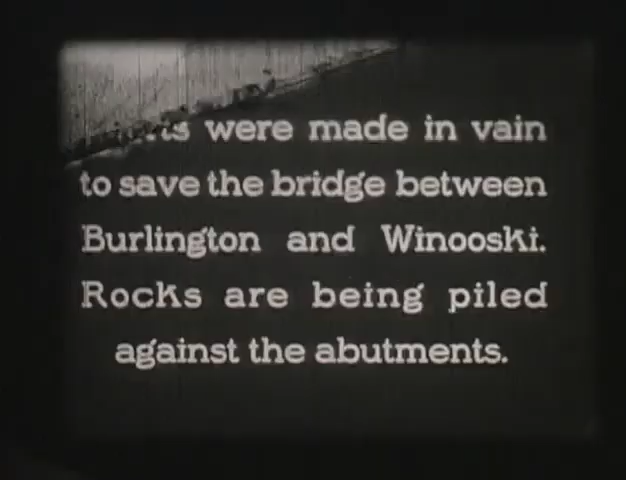 were made in vain
to save the bridge between
Burlington and Winooski.
Rocks are being piled
against the abutments.